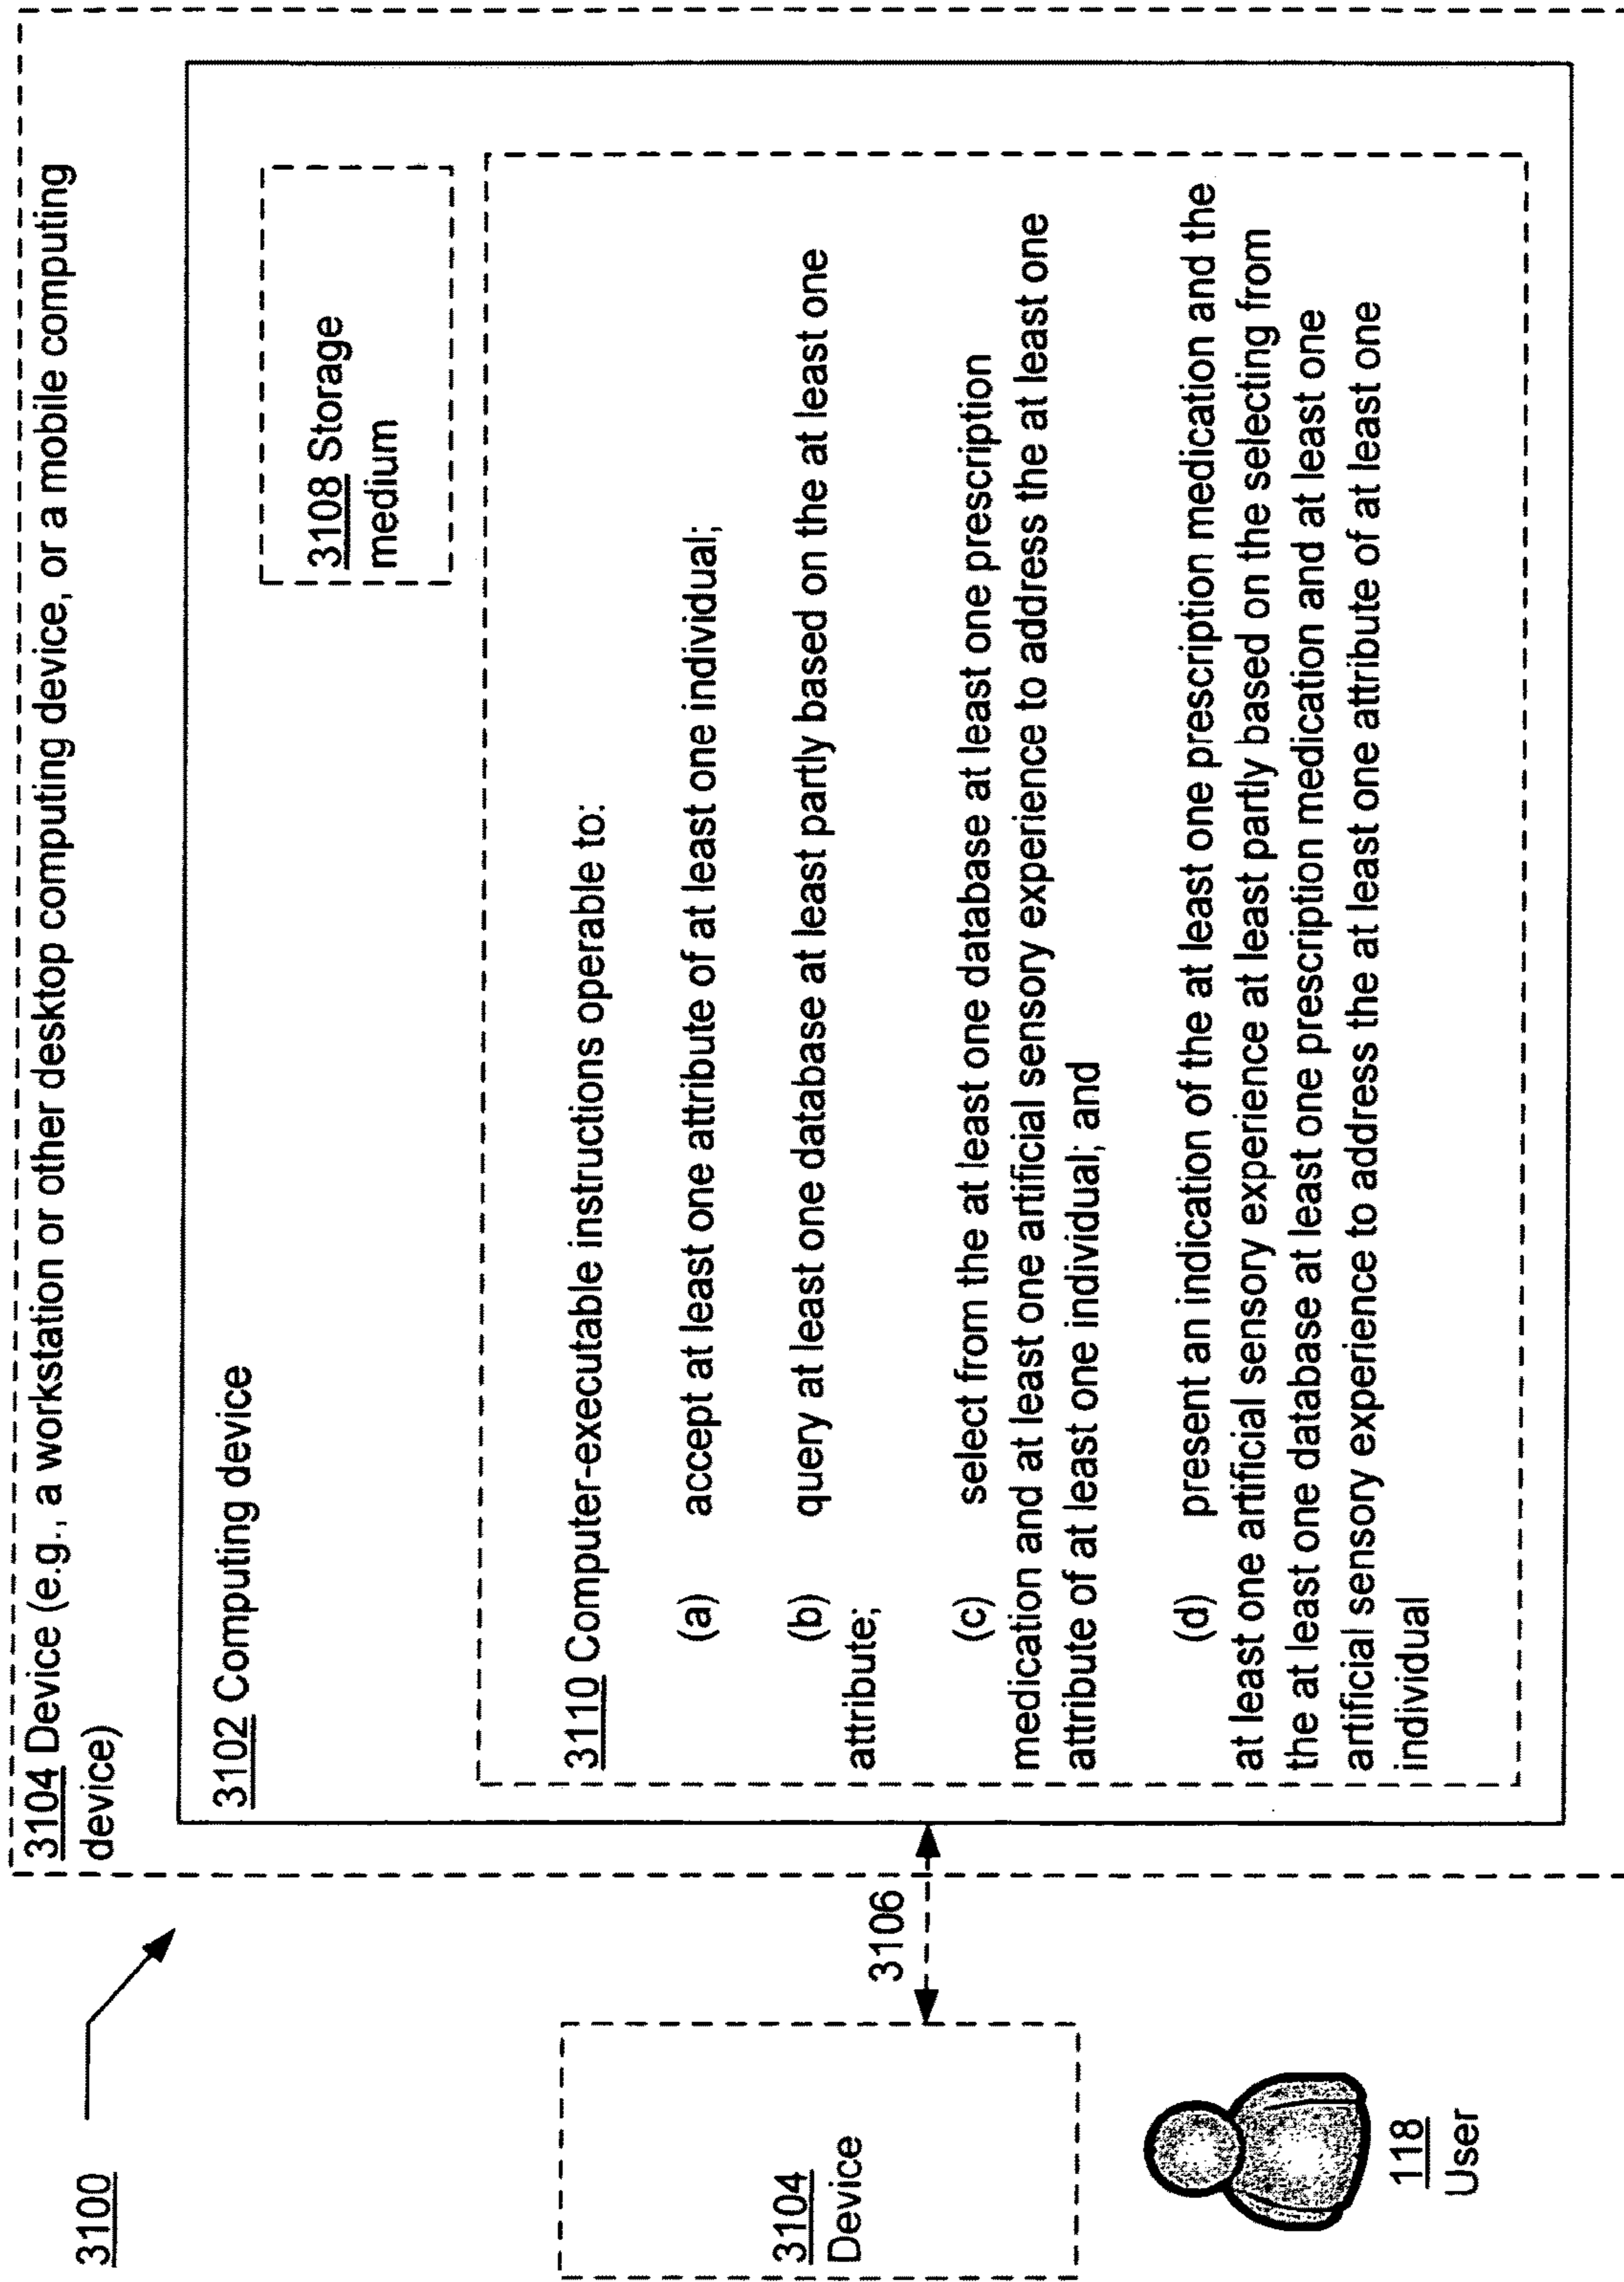 3100
3104 Device (e.g., a workstation or other desktop computing device, or a mobile computing
device)
3102 Computing device
3108 Storage
medium
3110 Computer-executable instructions operable to:
(a) accept at least one attribute of at least one individual;
(b) query at least one database at least partly based on the at least one
attribute;
(c) select from the at least one database at least one prescription
medication and at least one artificial sensory experience to address the at least one
attribute of at least one individual; and
(d) present an indication of the at least one prescription medication and the
at least one artificial sensory experience at least partly based on the selecting from
the at least one database at least one prescription medication and at least one
artificial sensory experience to address the at least one attribute of at least one
individual
3106
3104
Device
118
User